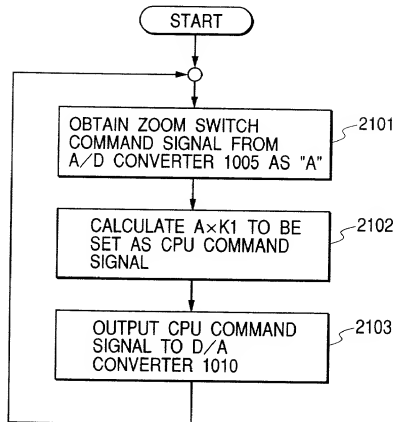 START
OBTAIN ZOOM SWITCH
COMMAND SIGNAL FROM
A/D CONVERTER 1005 AS "A"
2101
CALCULATE A×K1 TO BE
SET AS CPU COMMAND
SIGNAL
2102
OUTPUT CPU COMMAND
SIGNAL TO D/A
CONVERTER 1010
2103